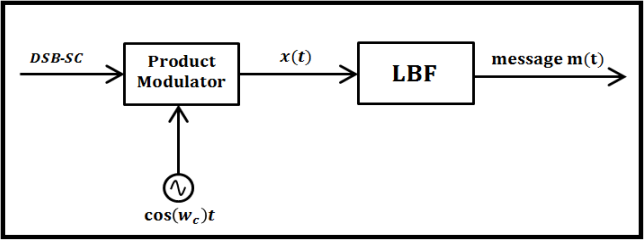 DSB-SC
Product
Modulator
x(t)
LBF
message m(t)
cos(w_c)t